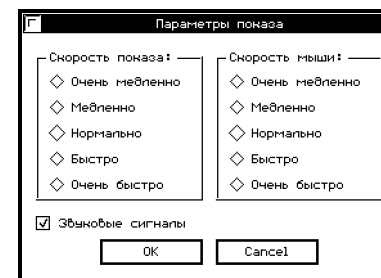 Параметры показа
Скорость показа:
Очень медленно
Медленно
Нормально
Быстро
Очень быстро
Скорость мыши:
Очень медленно
Медленно
Нормально
Быстро
Очень быстро
Звуковые сигналы
OK
Cancel